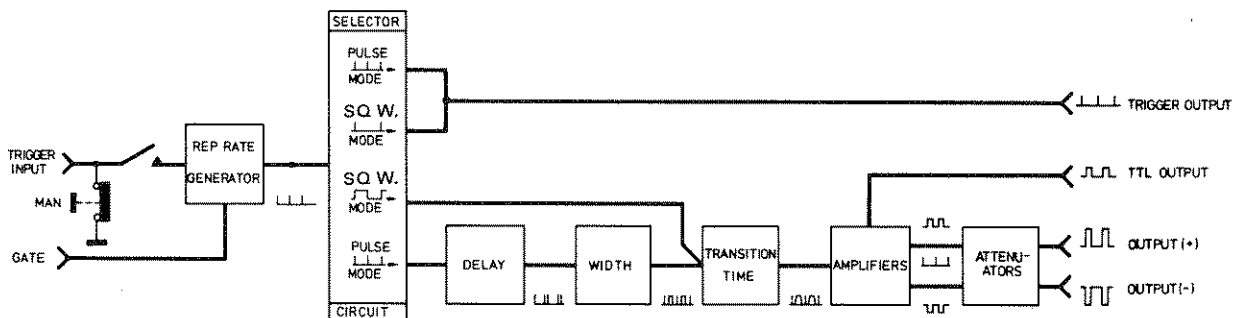 SELECTOR
PULSE
MODE
SQ W.
MODE
TRIGGER OUTPUT
TRIGGER
INPUT
REP RATE
GENERATOR
MAN
GATE
SQ W.
MODE
TTL OUTPUT
PULSE
MODE
DELAY
WIDTH
TRANSITION
TIME
AMPLIFIERS
ATTENU-
ATORS
OUTPUT (+)
OUTPUT (-)
CIRCUIT